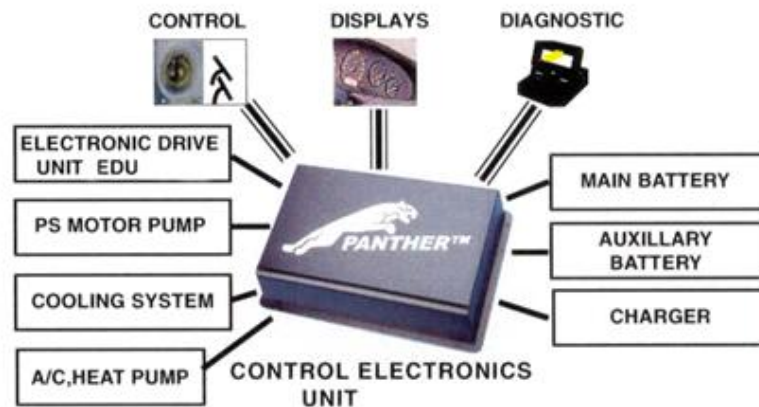 CONTROL
DISPLAYS
DIAGNOSTIC
ELECTRONIC DRIVE
UNIT EDU
PS MOTOR PUMP
COOLING SYSTEM
A/C,HEAT PUMP
PANTHER™
MAIN BATTERY
AUXILLARY
BATTERY
CHARGER
CONTROL ELECTRONICS
UNIT